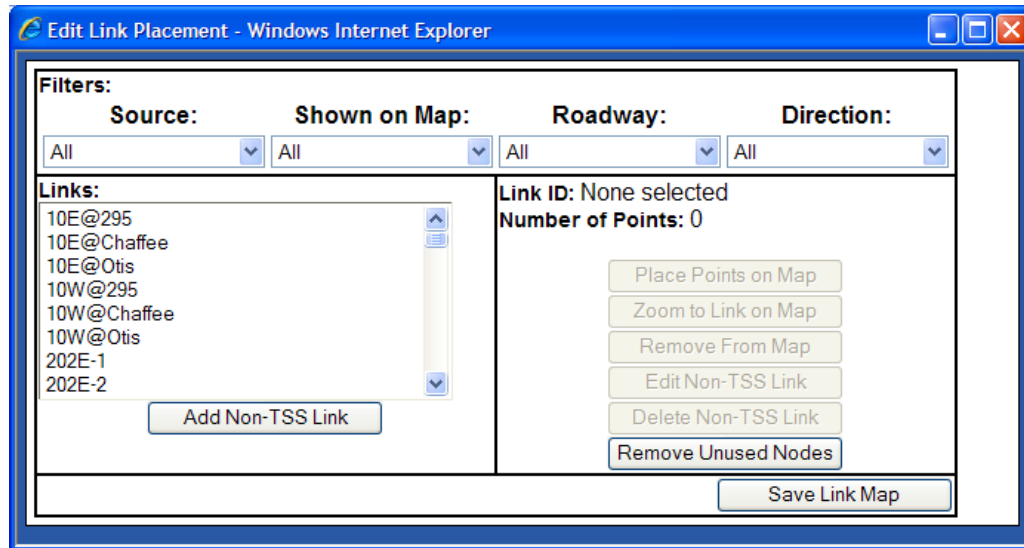 Edit Link Placement - Windows Internet Explorer
Filters:
Source: Shown on Map: Roadway: Direction:
All All All All
Links:
10E@295
10E@Chaffee
10E@Otis
10W@295
10W@Chaffee
10W@Otis
202E-1
202E-2
Add Non-TSS Link
Link ID: None selected
Number of Points: 0
Place Points on Map
Zoom to Link on Map
Remove From Map
Edit Non-TSS Link
Delete Non-TSS Link
Remove Unused Nodes
Save Link Map